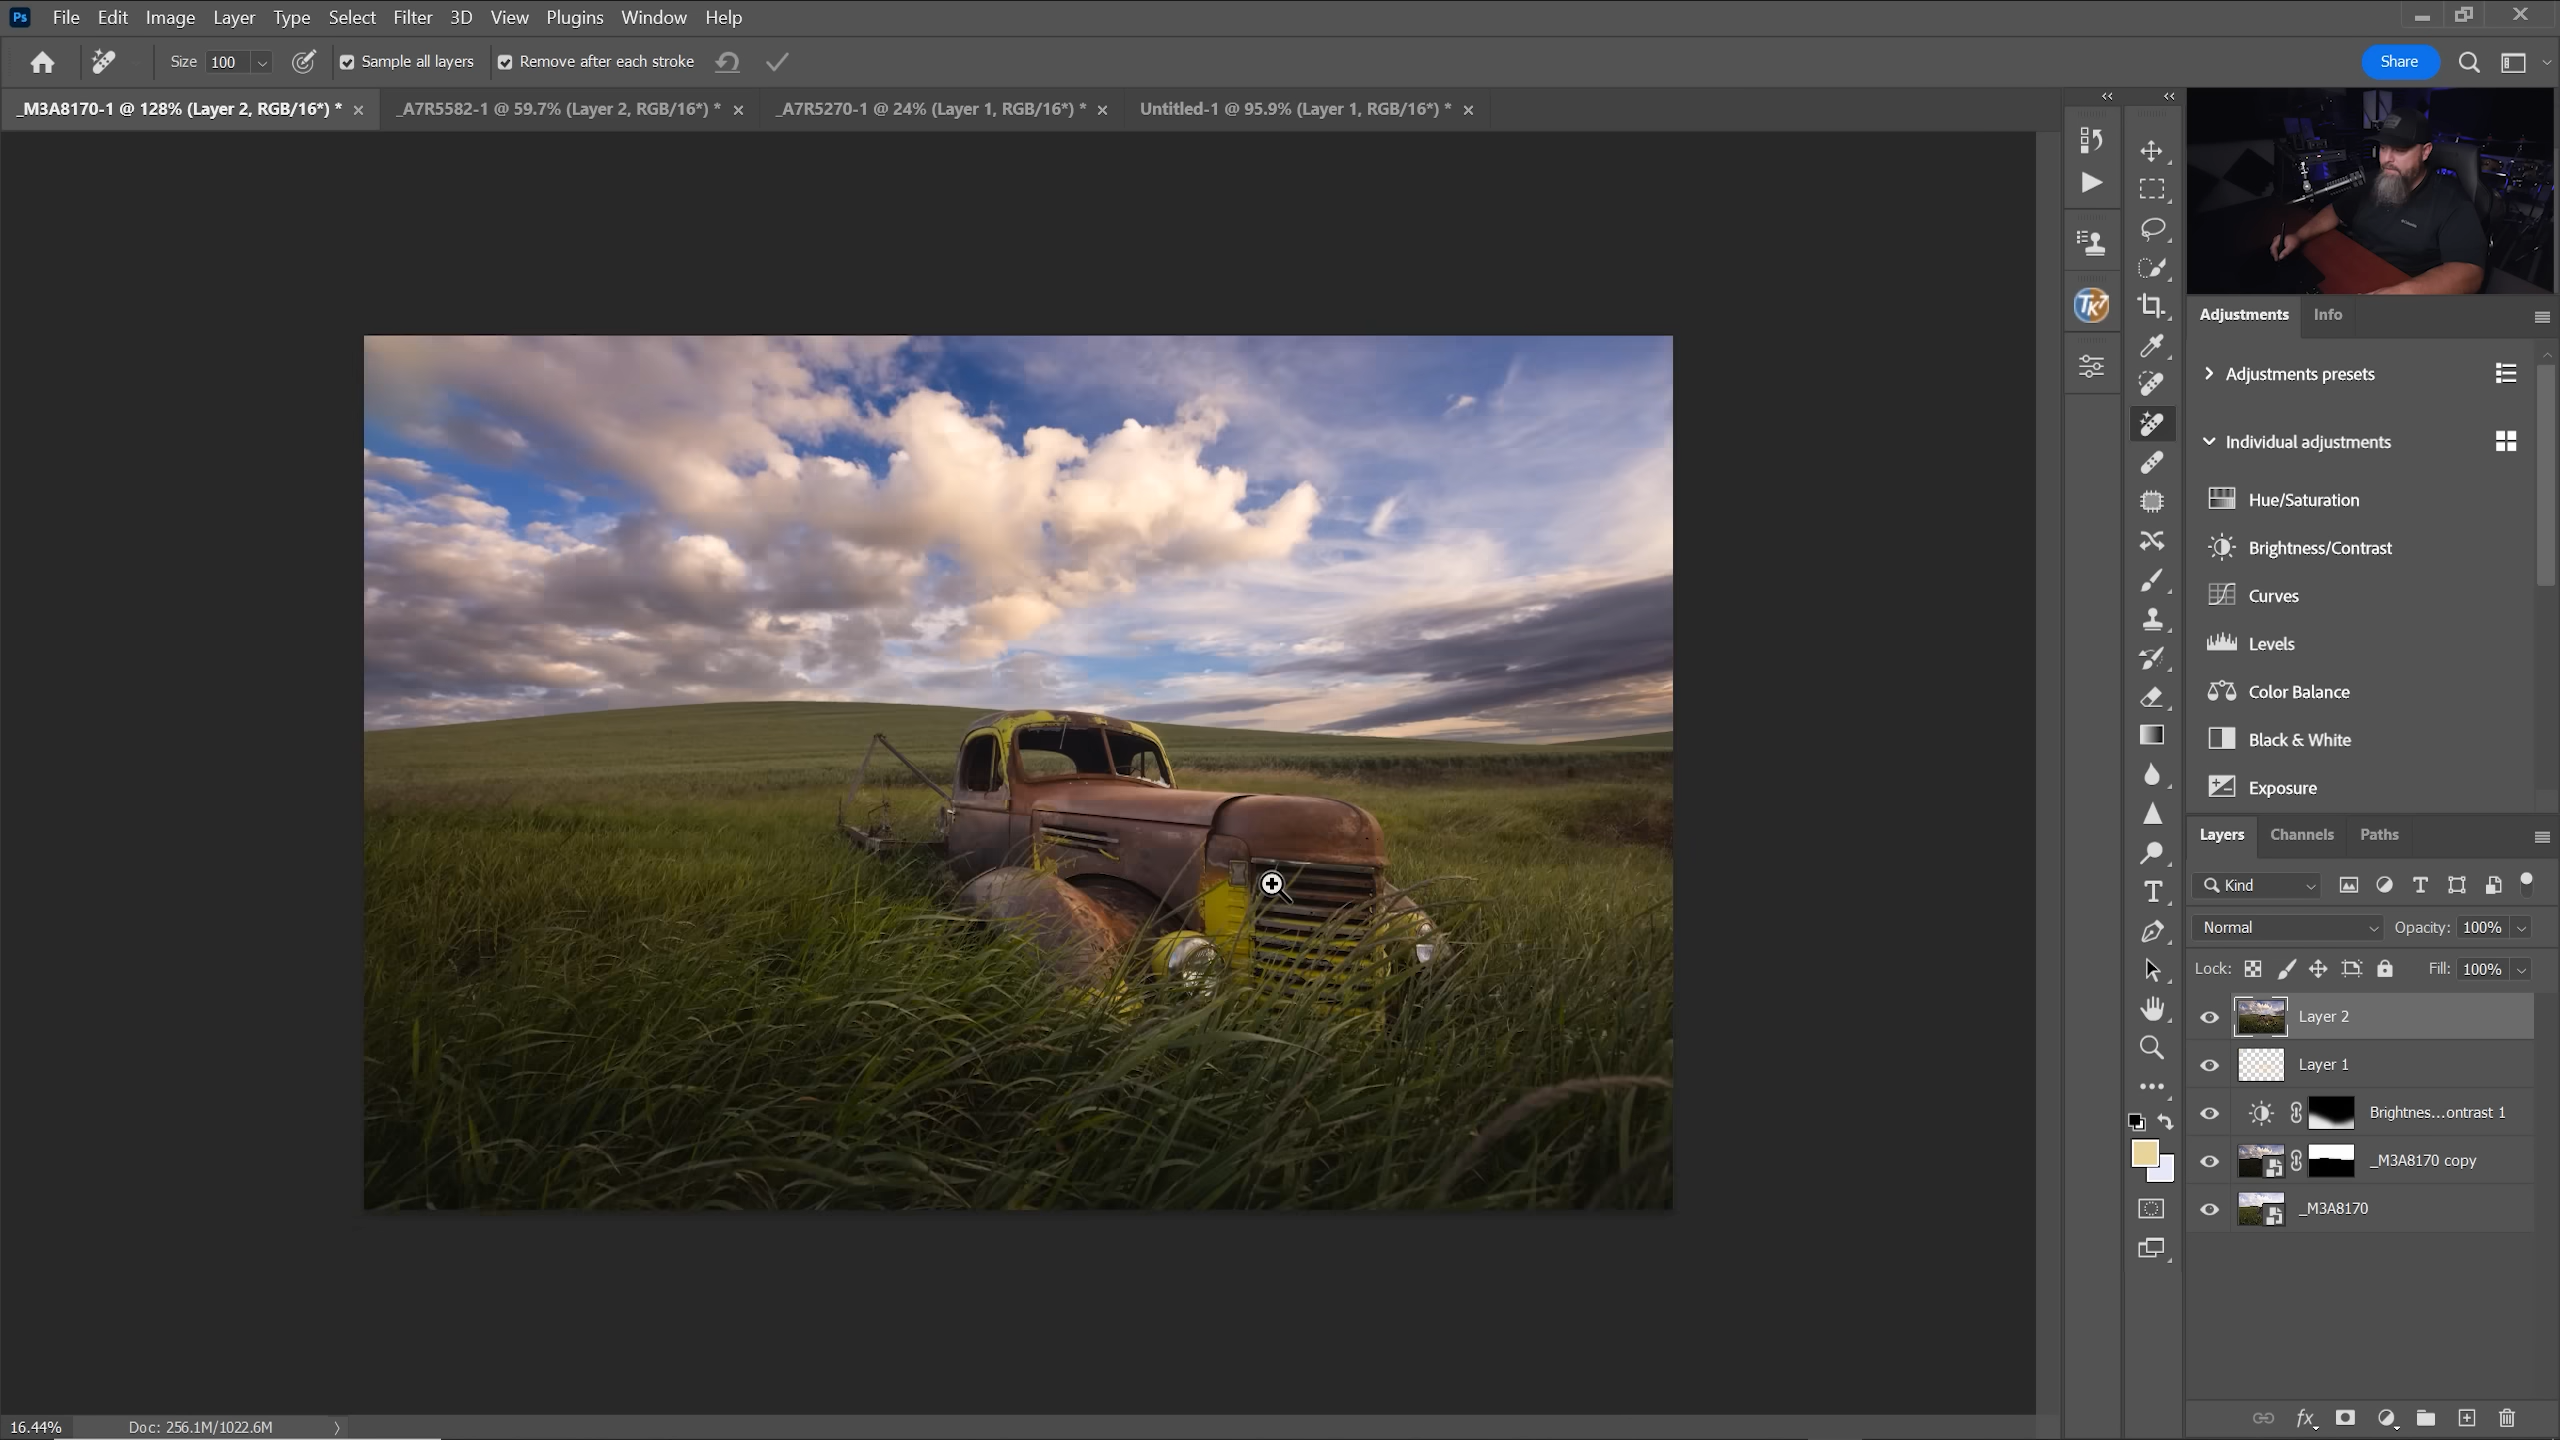 Ps File Edit Image Layer Type Select Filter 3D View Plugins Window Help
Size 100 Sample all layers Remove after each stroke Share
_M3A8170-1 @ 128% (Layer 2, RGB/16*) * × _A7R5582-1 @ 59.7% (Layer 2, RGB/16*) * × _A7R5270-1 @ 24% (Layer 1, RGB/16*) * × Untitled-1 @ 95.9% (Layer 1, RGB/16*) * ×
TK7
Adjustments Info
Adjustments presets
Individual adjustments
Hue/Saturation
Brightness/Contrast
Curves
Levels
Color Balance
Black & White
Exposure
Layers Channels Paths
Kind
Normal Opacity: 100%
Lock: Fill: 100%
Layer 2
Layer 1
Brightnes...ontrast 1
_M3A8170 copy
_M3A8170
16.44% Doc: 256.1M/1022.6M
fx